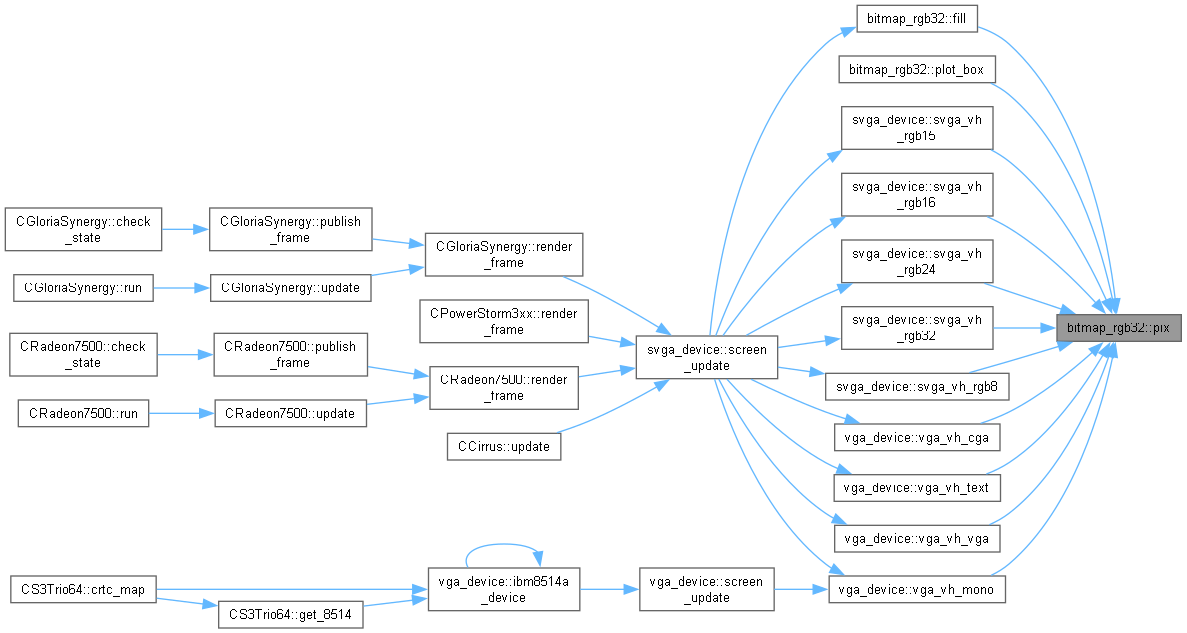 bitmap_rgb32::fill
bitmap_rgb32::plot_box
svga_device::svga_vh
_rgb15
svga_device::svga_vh
_rgb16
svga_device::svga_vh
_rgb24
svga_device::svga_vh
_rgb32
svga_device::svga_vh_rgb8
vga_device::vga_vh_cga
vga_device::vga_vh_text
vga_device::vga_vh_vga
vga_device::vga_vh_mono
bitmap_rgb32::pix
CGloriaSynergy::check
_state
CGloriaSynergy::publish
_frame
CGloriaSynergy::render
_frame
CGloriaSynergy::run
CGloriaSynergy::update
CPowerStorm3xx::render
_frame
svga_device::screen
_update
CRadeon7500::check
_state
CRadeon7500::publish
_frame
CRadeon7500::render
_frame
CRadeon7500::run
CRadeon7500::update
CCirrus::update
CS3Trio64::crtc_map
CS3Trio64::get_8514
vga_device::ibm8514a
_device
vga_device::screen
_update